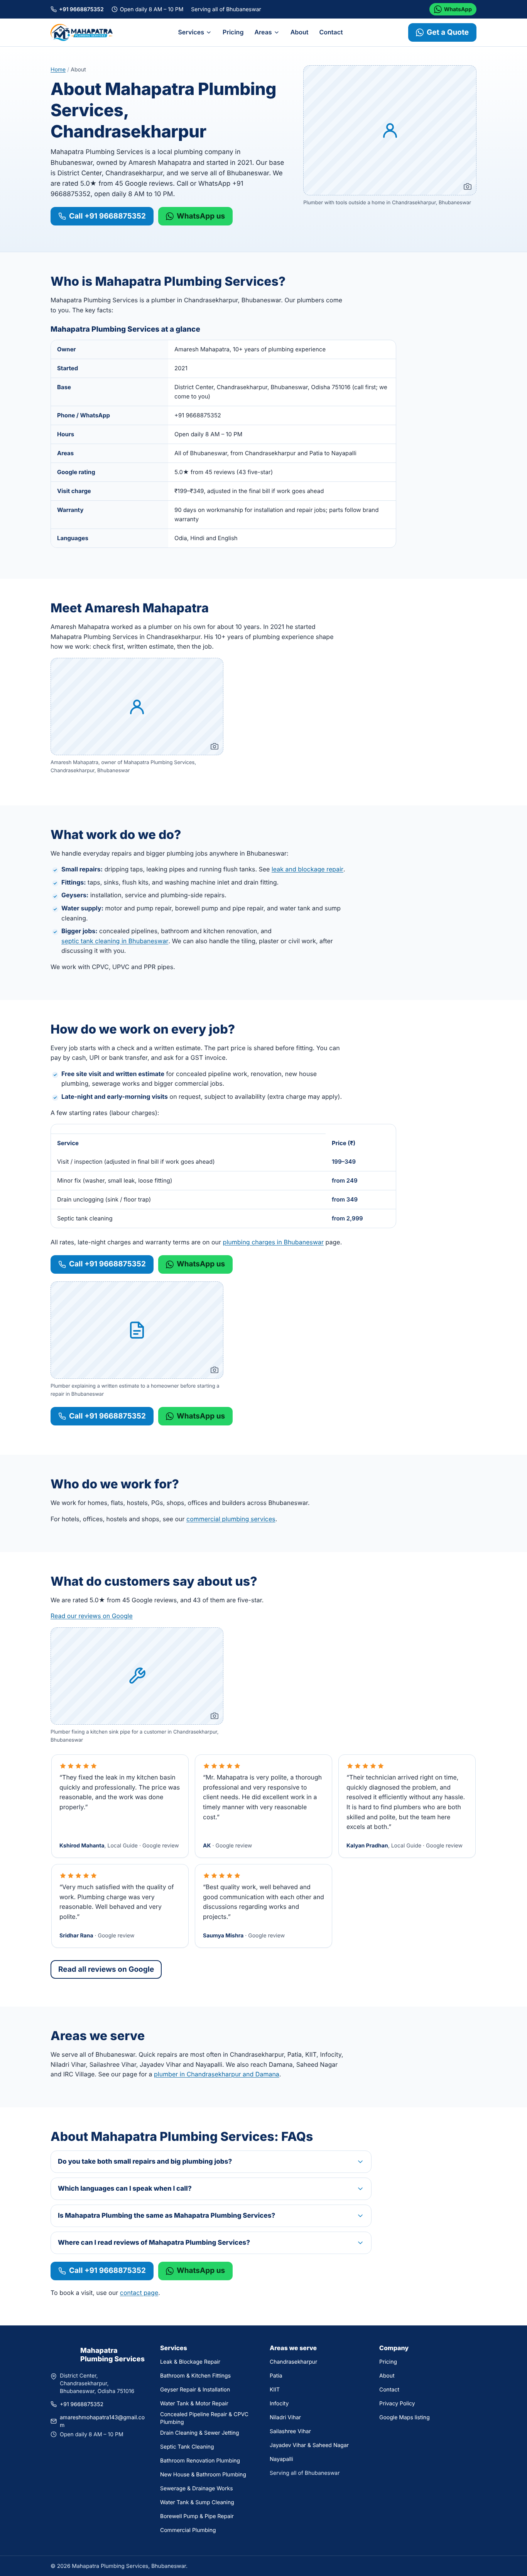 +91 9668875352 Open daily 8 AM – 10 PM Serving all of Bhubaneswar WhatsApp
MAHAPATRA
PLUMBING SERVICES
Services Pricing Areas About Contact Get a Quote
Home / About
About Mahapatra Plumbing
Services,
Chandrasekharpur
Mahapatra Plumbing Services is a local plumbing company in
Bhubaneswar, owned by Amaresh Mahapatra and started in 2021. Our base
is District Center, Chandrasekharpur, and we serve all of Bhubaneswar. We
are rated 5.0★ from 45 Google reviews. Call or WhatsApp +91
9668875352, open daily 8 AM to 10 PM.
Call +91 9668875352 WhatsApp us
Plumber with tools outside a home in Chandrasekharpur, Bhubaneswar
Who is Mahapatra Plumbing Services?
Mahapatra Plumbing Services is a plumber in Chandrasekharpur, Bhubaneswar. Our plumbers come
to you. The key facts:
Mahapatra Plumbing Services at a glance
Owner Amaresh Mahapatra, 10+ years of plumbing experience
Started 2021
Base District Center, Chandrasekharpur, Bhubaneswar, Odisha 751016 (call first; we
come to you)
Phone / WhatsApp +91 9668875352
Hours Open daily 8 AM – 10 PM
Areas All of Bhubaneswar, from Chandrasekharpur and Patia to Nayapalli
Google rating 5.0★ from 45 reviews (43 five-star)
Visit charge ₹199–₹349, adjusted in the final bill if work goes ahead
Warranty 90 days on workmanship for installation and repair jobs; parts follow brand
warranty
Languages Odia, Hindi and English
Meet Amaresh Mahapatra
Amaresh Mahapatra worked as a plumber on his own for about 10 years. In 2021 he started
Mahapatra Plumbing Services in Chandrasekharpur. His 10+ years of plumbing experience shape
how we work: check first, written estimate, then the job.
Amaresh Mahapatra, owner of Mahapatra Plumbing Services,
Chandrasekharpur, Bhubaneswar
What work do we do?
We handle everyday repairs and bigger plumbing jobs anywhere in Bhubaneswar:
Small repairs: dripping taps, leaking pipes and running flush tanks. See leak and blockage repair.
Fittings: taps, sinks, flush kits, and washing machine inlet and drain fitting.
Geysers: installation, service and plumbing-side repairs.
Water supply: motor and pump repair, borewell pump and pipe repair, and water tank and sump
cleaning.
Bigger jobs: concealed pipelines, bathroom and kitchen renovation, and
septic tank cleaning in Bhubaneswar. We can also handle the tiling, plaster or civil work, after
discussing it with you.
We work with CPVC, UPVC and PPR pipes.
How do we work on every job?
Every job starts with a check and a written estimate. The part price is shared before fitting. You can
pay by cash, UPI or bank transfer, and ask for a GST invoice.
Free site visit and written estimate for concealed pipeline work, renovation, new house
plumbing, sewerage works and bigger commercial jobs.
Late-night and early-morning visits on request, subject to availability (extra charge may apply).
A few starting rates (labour charges):
Service Price (₹)
Visit / inspection (adjusted in final bill if work goes ahead) 199–349
Minor fix (washer, small leak, loose fitting) from 249
Drain unclogging (sink / floor trap) from 349
Septic tank cleaning from 2,999
All rates, late-night charges and warranty terms are on our plumbing charges in Bhubaneswar page.
Call +91 9668875352 WhatsApp us
Plumber explaining a written estimate to a homeowner before starting a
repair in Bhubaneswar
Call +91 9668875352 WhatsApp us
Who do we work for?
We work for homes, flats, hostels, PGs, shops, offices and builders across Bhubaneswar.
For hotels, offices, hostels and shops, see our commercial plumbing services.
What do customers say about us?
We are rated 5.0★ from 45 Google reviews, and 43 of them are five-star.
Read our reviews on Google
Plumber fixing a kitchen sink pipe for a customer in Chandrasekharpur,
Bhubaneswar
★★★★★
“They fixed the leak in my kitchen basin
quickly and professionally. The price was
reasonable, and the work was done
properly.”
Kshirod Mahanta, Local Guide · Google review
★★★★★
“Mr. Mahapatra is very polite, a thorough
professional and very responsive to
client needs. He did excellent work in a
timely manner with very reasonable
cost.”
AK · Google review
★★★★★
“Their technician arrived right on time,
quickly diagnosed the problem, and
resolved it efficiently without any hassle.
It is hard to find plumbers who are both
skilled and polite, but the team here
excels at both.”
Kalyan Pradhan, Local Guide · Google review
★★★★★
“Very much satisfied with the quality of
work. Plumbing charge was very
reasonable. Well behaved and very
polite.”
Sridhar Rana · Google review
★★★★★
“Best quality work, well behaved and
good communication with each other and
discussions regarding works and
projects.”
Saumya Mishra · Google review
Read all reviews on Google
Areas we serve
We serve all of Bhubaneswar. Quick repairs are most often in Chandrasekharpur, Patia, KIIT, Infocity,
Niladri Vihar, Sailashree Vihar, Jayadev Vihar and Nayapalli. We also reach Damana, Saheed Nagar
and IRC Village. See our page for a plumber in Chandrasekharpur and Damana.
About Mahapatra Plumbing Services: FAQs
Do you take both small repairs and big plumbing jobs?
Which languages can I speak when I call?
Is Mahapatra Plumbing the same as Mahapatra Plumbing Services?
Where can I read reviews of Mahapatra Plumbing Services?
Call +91 9668875352 WhatsApp us
To book a visit, use our contact page.
Mahapatra
Plumbing Services
District Center,
Chandrasekharpur,
Bhubaneswar, Odisha 751016
+91 9668875352
amareshmohapatra143@gmail.co
m
Open daily 8 AM – 10 PM
Services
Leak & Blockage Repair
Bathroom & Kitchen Fittings
Geyser Repair & Installation
Water Tank & Motor Repair
Concealed Pipeline Repair & CPVC
Plumbing
Drain Cleaning & Sewer Jetting
Septic Tank Cleaning
Bathroom Renovation Plumbing
New House & Bathroom Plumbing
Sewerage & Drainage Works
Water Tank & Sump Cleaning
Borewell Pump & Pipe Repair
Commercial Plumbing
Areas we serve
Chandrasekharpur
Patia
KIIT
Infocity
Niladri Vihar
Sailashree Vihar
Jayadev Vihar & Saheed Nagar
Nayapalli
Serving all of Bhubaneswar
Company
Pricing
About
Contact
Privacy Policy
Google Maps listing
© 2026 Mahapatra Plumbing Services, Bhubaneswar.